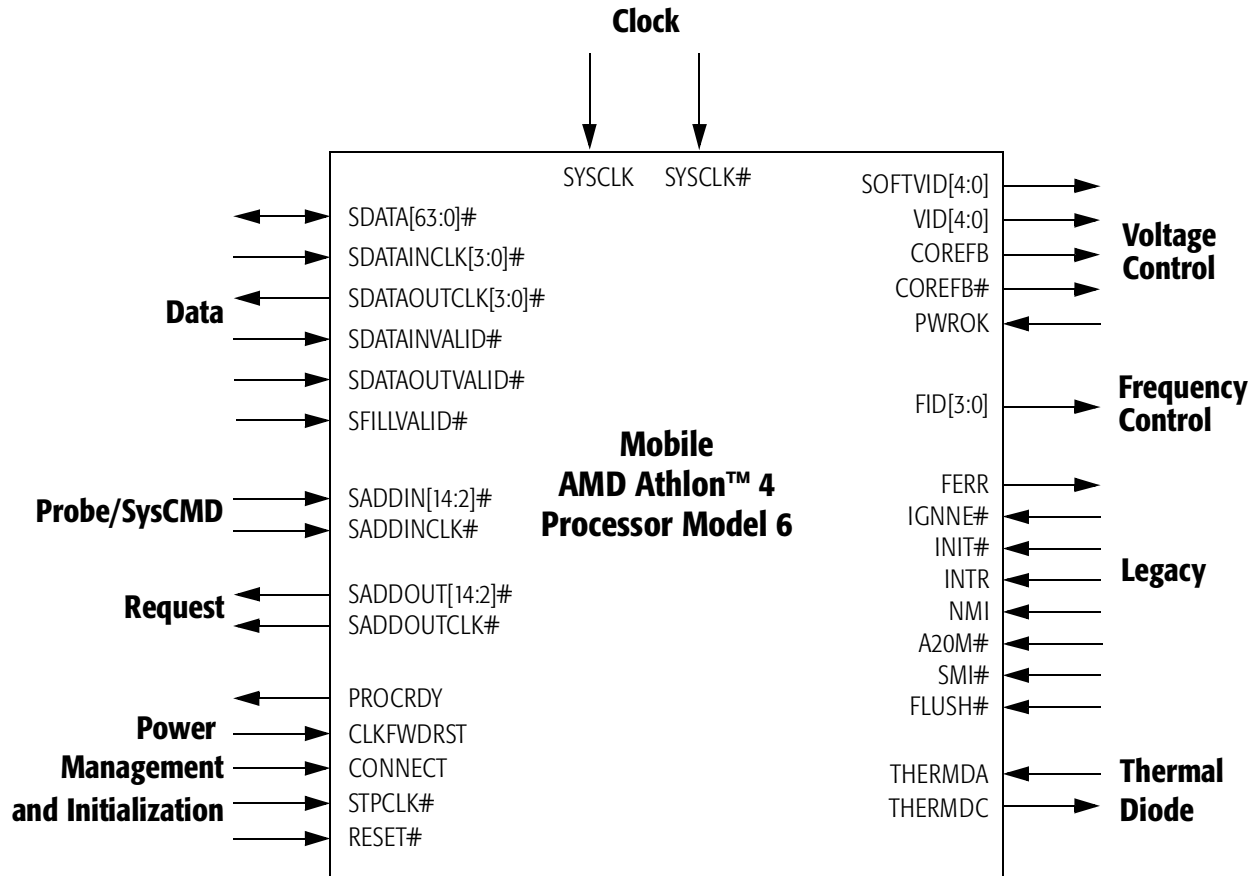 Clock
SYSCLK SYSCLK#
SDATA[63:0]#
SDATAINCLK[3:0]#
SDATAOUTCLK[3:0]#
SDATAINVALID#
SDATAOUTVALID#
SFILLVALID#
Data
SADDIN[14:2]#
SADDINCLK#
Probe/SysCMD
SADDOUT[14:2]#
SADDOUTCLK#
Request
PROCRDY
CLKFWDRST
CONNECT
STPCLK#
RESET#
Power
Management
and Initialization
Mobile
AMD Athlon™ 4
Processor Model 6
SOFTVID[4:0]
VID[4:0]
COREFB
COREFB#
PWROK
Voltage
Control
FID[3:0]
Frequency
Control
FERR
IGNNE#
INIT#
INTR
NMI
A20M#
SMI#
FLUSH#
Legacy
THERMDA
THERMDC
Thermal
Diode